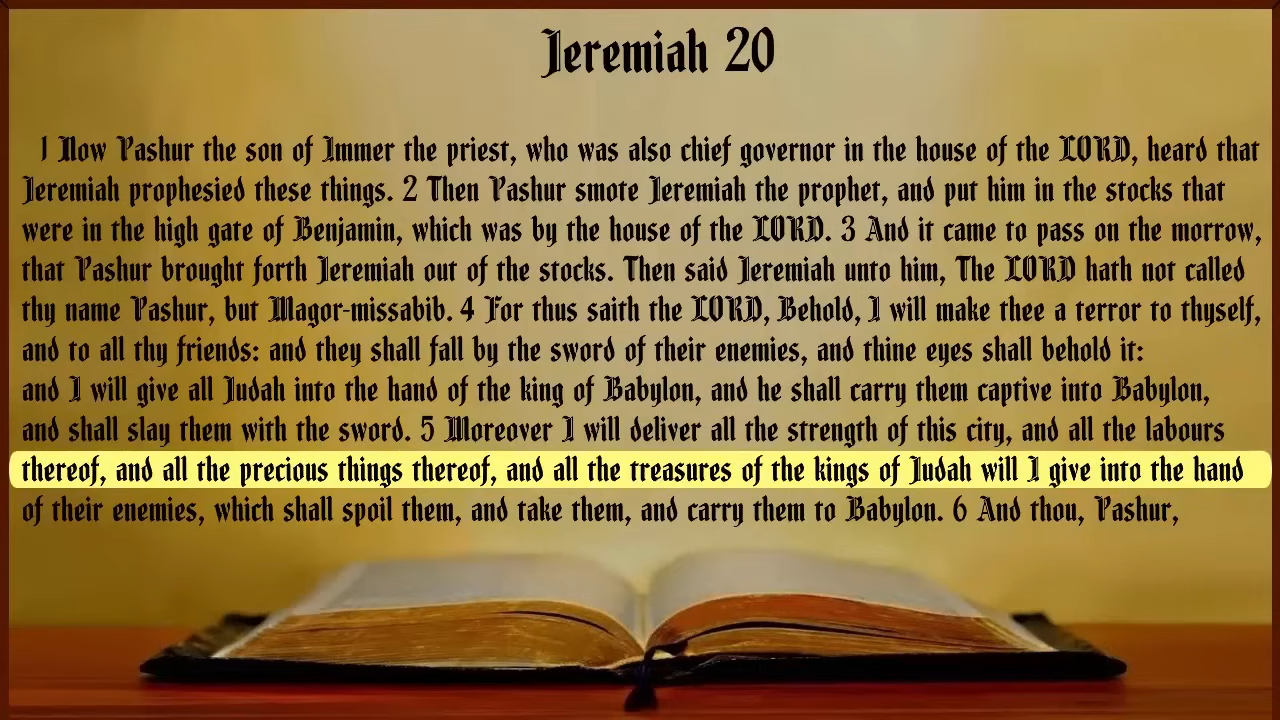 Jeremiah 20
1 Now Pashur the son of Immer the priest, who was also chief governor in the house of the LORD, heard that
Jeremiah prophesied these things. 2 Then Pashur smote Jeremiah the prophet, and put him in the stocks that
were in the high gate of Benjamin, which was by the house of the LORD. 3 And it came to pass on the morrow,
that Pashur brought forth Jeremiah out of the stocks. Then said Jeremiah unto him, The LORD hath not called
thy name Pashur, but Magor-missabib. 4 For thus saith the LORD, Behold, I will make thee a terror to thyself,
and to all thy friends: and they shall fall by the sword of their enemies, and thine eyes shall behold it:
and I will give all Judah into the hand of the king of Babylon, and he shall carry them captive into Babylon,
and shall slay them with the sword. 5 Moreover I will deliver all the strength of this city, and all the labours
thereof, and all the precious things thereof, and all the treasures of the kings of Judah will I give into the hand
of their enemies, which shall spoil them, and take them, and carry them to Babylon. 6 And thou, Pashur,